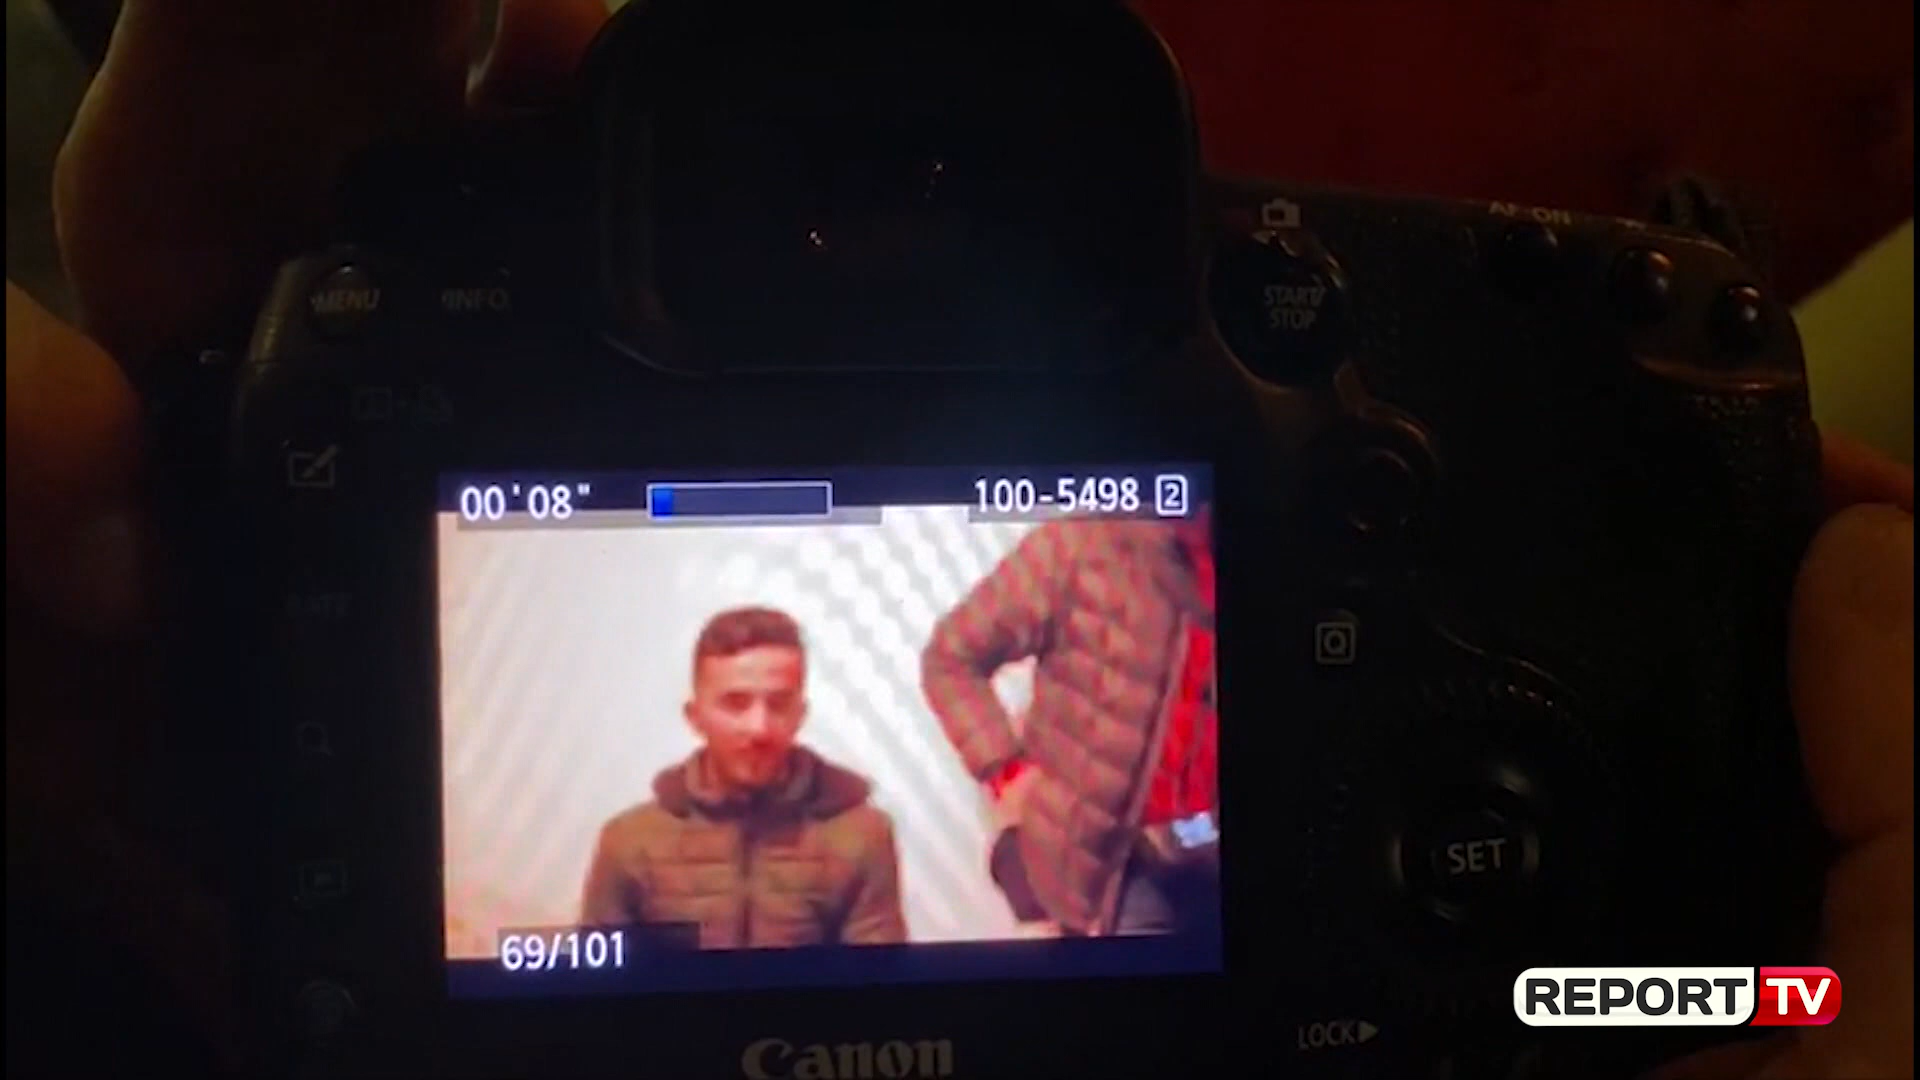 AF-ON
MENU
INFO
START/
STOP
00'08"
100-5498 2
Q
SET
69/101
REPORT TV
LOCK
Canon